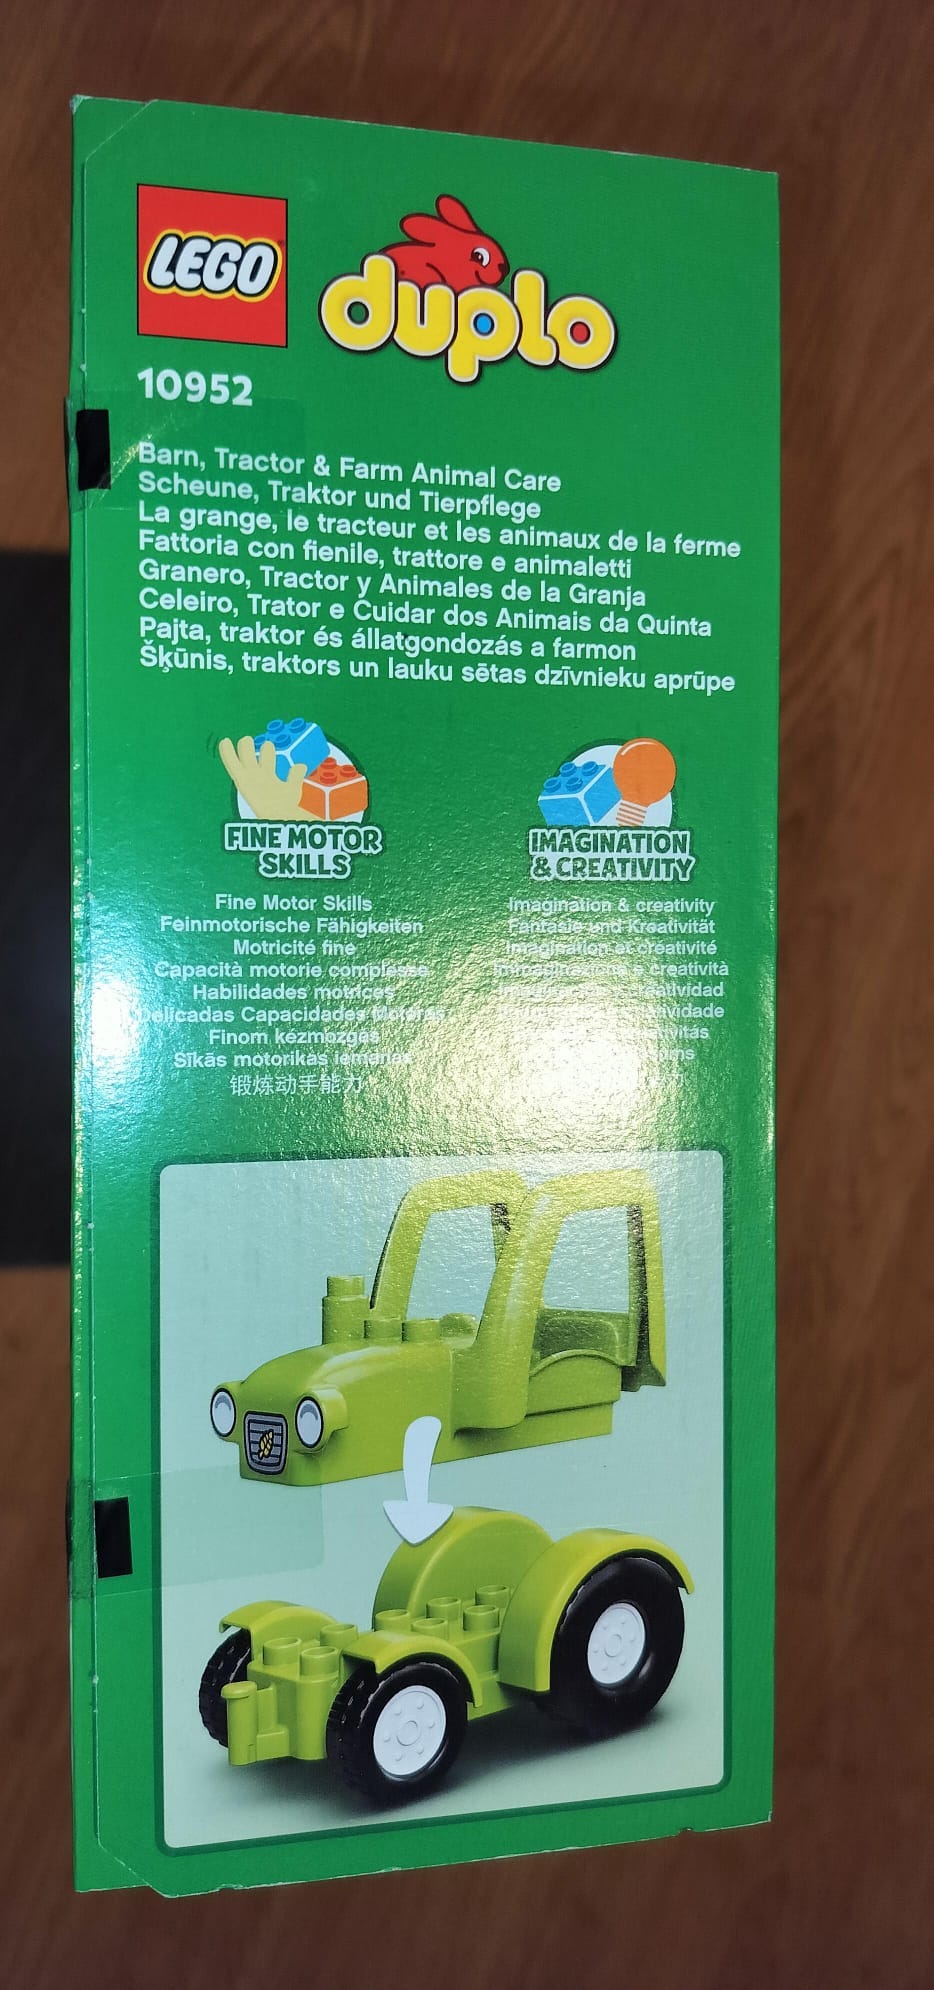 LEGO
duplo
10952
Barn, Tractor & Farm Animal Care
Scheune, Traktor und Tierpflege
La grange, le tracteur et les animaux de la ferme
Fattoria con fienile, trattore e animaletti
Granero, Tractor y Animales de la Granja
Celeiro, Trator e Cuidar dos Animais da Quinta
Pajta, traktor és állatgondozás a farmon
Šķūnis, traktors un lauku sētas dzīvnieku aprūpe
FINE MOTOR
SKILLS
Fine Motor Skills
Feinmotorische Fähigkeiten
Motricité fine
Capacità motorie complesse
Habilidades motrices
Delicadas Capacidades Motoras
Finom kézmozgás
Sīkās motorikas iemaņas
锻炼动手能力
IMAGINATION
& CREATIVITY
Imagination & creativity
Fantasie und Kreativität
Imagination et créativité
Immaginazione e creatività